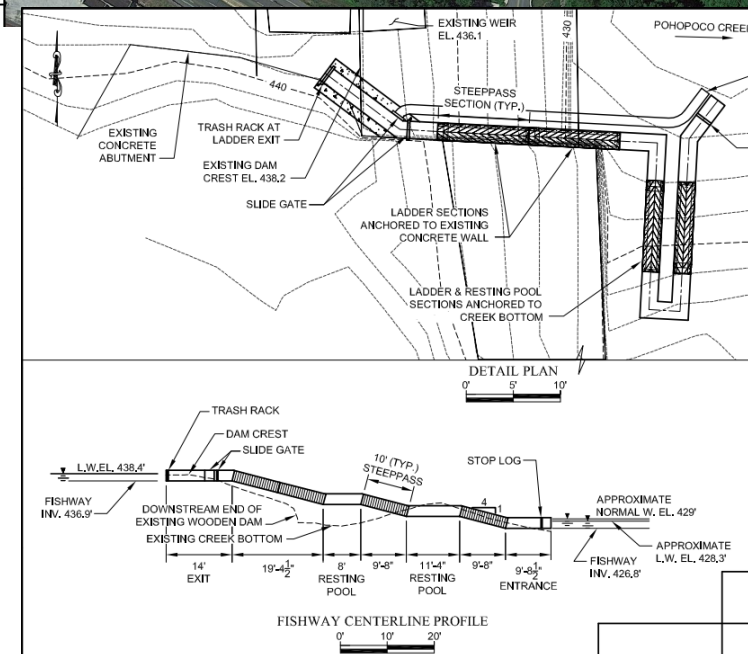 EXISTING WEIR
EL. 436.1
430
POHOPOCO CREEK
440
STEEPPASS
SECTION (TYP.)
EXISTING
CONCRETE
ABUTMENT
TRASH RACK AT
LADDER EXIT
EXISTING DAM
CREST EL. 438.2
SLIDE GATE
LADDER SECTIONS
ANCHORED TO EXISTING
CONCRETE WALL
LADDER & RESTING POOL
SECTIONS ANCHORED TO
CREEK BOTTOM
DETAIL PLAN
0' 5' 10'
TRASH RACK
DAM CREST
SLIDE GATE
L.W.EL. 438.4'
FISHWAY
INV. 436.9'
10' (TYP.)
STEEPPASS
STOP LOG
4
1
DOWNSTREAM END OF
EXISTING WOODEN DAM
EXISTING CREEK BOTTOM
APPROXIMATE
NORMAL W. EL. 429'
APPROXIMATE
L.W. EL. 428.3'
FISHWAY
INV. 426.8'
14'
EXIT
19'-4½"
8'
RESTING
POOL
9'-8"
11'-4"
RESTING
POOL
9'-8"
9'-8½"
ENTRANCE
FISHWAY CENTERLINE PROFILE
0' 10' 20'